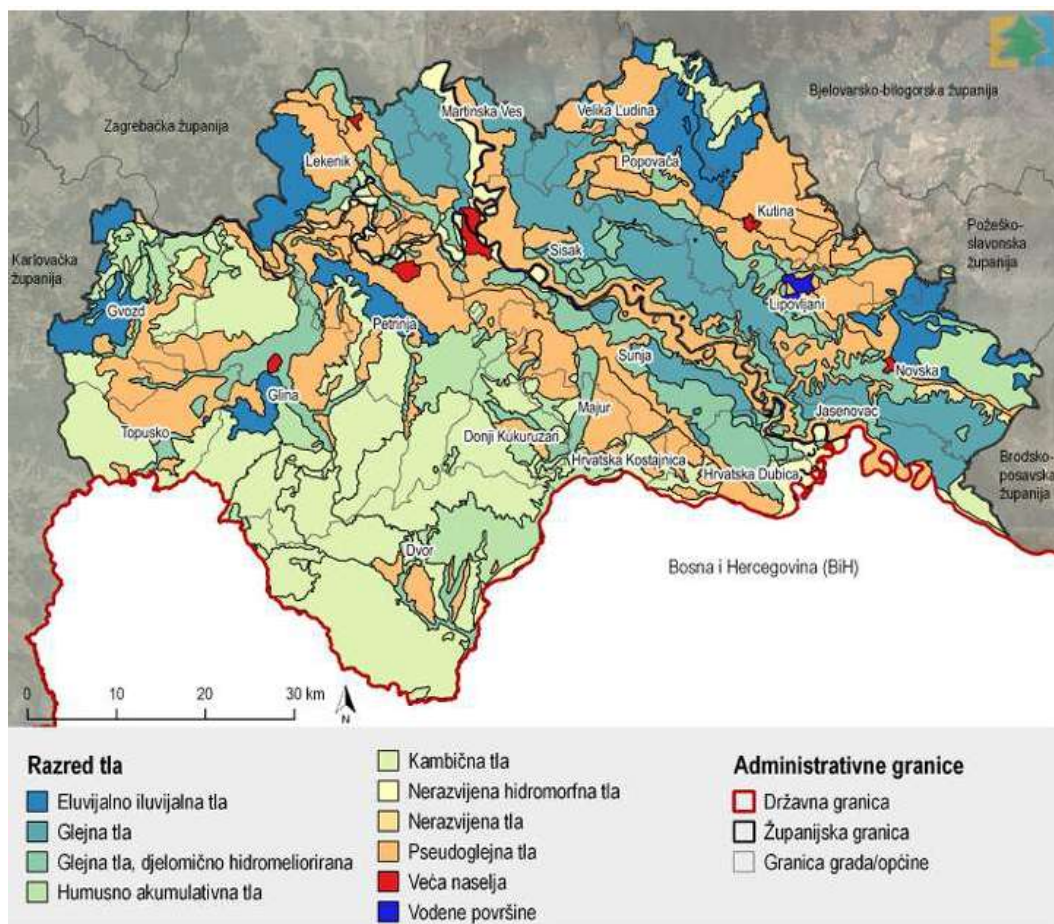 Bjelovarsko-bilogorska županija
Martinska Ves
Velika Ludina
Zagrebačka županija
Lekenik
Popovača
Kutina
Požeško-
slavonska
županija
Karlovačka
županija
Sisak
Gvozd
Lipovljani
Petrinja
Sunja
Novska
Glina
Majur
Jasenovac
Topusko
Donji Kukuruzari
Hrvatska Kostajnica
Hrvatska Dubica
Brodsko-
posavska
županija
Dvor
Bosna i Hercegovina (BiH)
0 10 20 30 km
N
Razred tla
Eluvijalno iluvijalna tla
Glejna tla
Glejna tla, djelomično hidromeliorirana
Humusno akumulativna tla
Kambična tla
Nerazvijena hidromorfna tla
Nerazvijena tla
Pseudoglejna tla
Veća naselja
Vodene površine
Administrativne granice
Državna granica
Županijska granica
Granica grada/općine